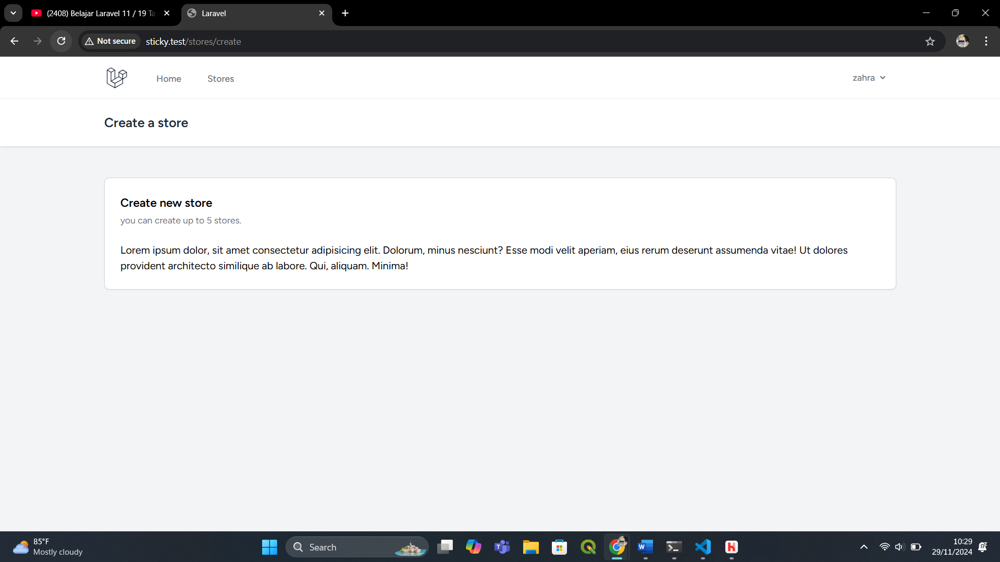 (2408) Belajar Laravel 11 / 19 Ta
Laravel
Not secure
sticky.test/stores/create
Home
Stores
zahra
Create a store
Create new store
you can create up to 5 stores.
Lorem ipsum dolor, sit amet consectetur adipisicing elit. Dolorum, minus nesciunt? Esse modi velit aperiam, eius rerum deserunt assumenda vitae! Ut dolores
provident architecto similique ab labore. Qui, aliquam. Minima!
85°F
Mostly cloudy
Search
10:29
29/11/2024